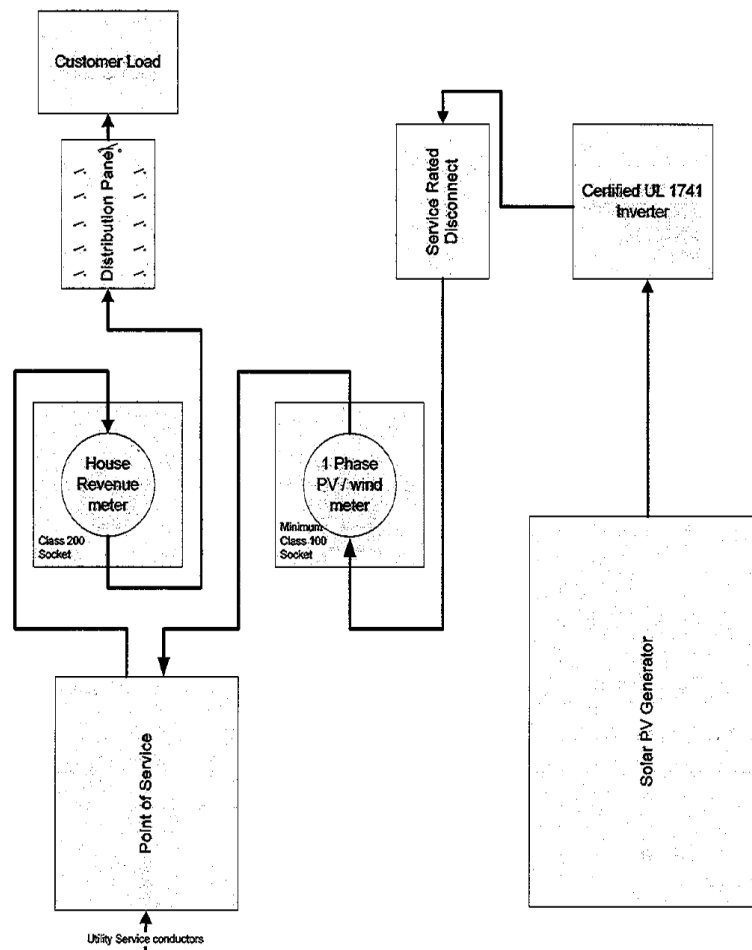 Customer Load
Distribution Panel
Service Rated
Disconnect
Certified UL 1741
Inverter
House
Revenue
meter
Class 200
Socket
1 Phase
PV / wind
meter
Minimum
Class 100
Socket
Point of Service
Solar PV Generator
Utility Service conductors